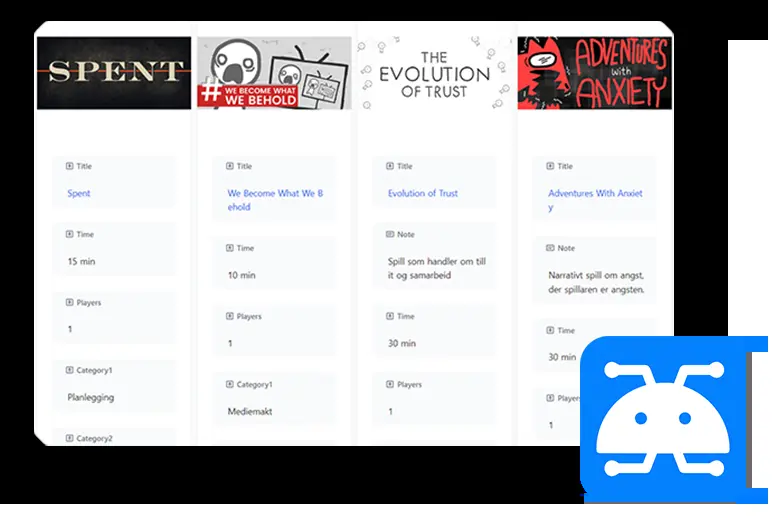 SPENT
# WE BECOME WHAT
WE BEHOLD
THE
EVOLUTION
OF TRUST
ADVENTURES
with
ANXIETY
Title
Spent
Time
15 min
Players
1
Category1
Planlegging
Category2
Title
We Become What We B
ehold
Time
10 min
Players
1
Category1
Mediemakt
Title
Evolution of Trust
Note
Spill som handler om till
it og samarbeid
Time
30 min
Players
1
Title
Adventures With Anxiet
y
Note
Narrativt spill om angst,
der spillaren er angsten.
Time
30 min
Players
1